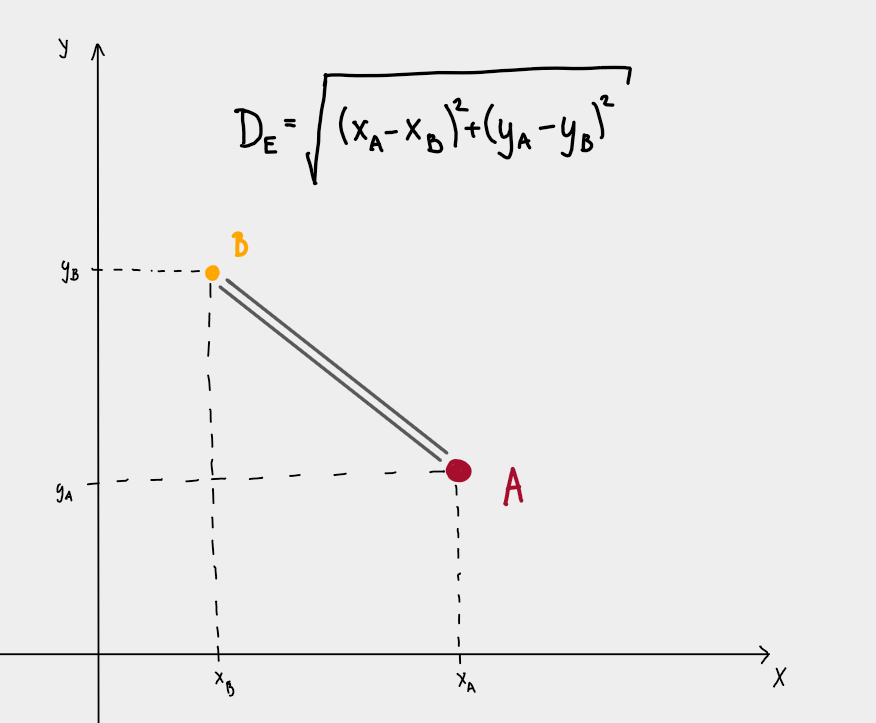 y
D_E = √((x_A - x_B)² + (y_A - y_B)²)
B
y_B
A
y_A
x_B
x_A
X